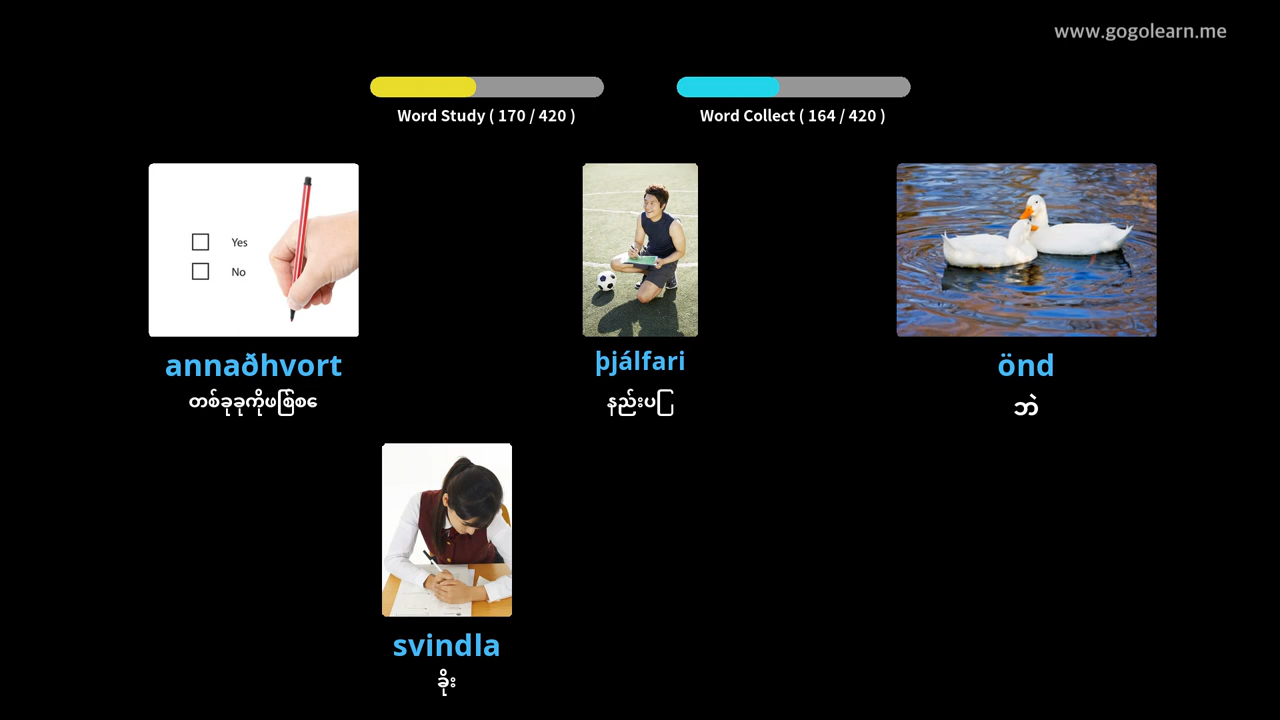 www.gogolearn.me
Word Study ( 170 / 420 )
Word Collect ( 164 / 420 )
Yes
No
annaðhvort
တစ်ခုခုကိုဖြစ်စေ
þjálfari
နည်းပြ
önd
ဘဲ
svindla
ခိုး